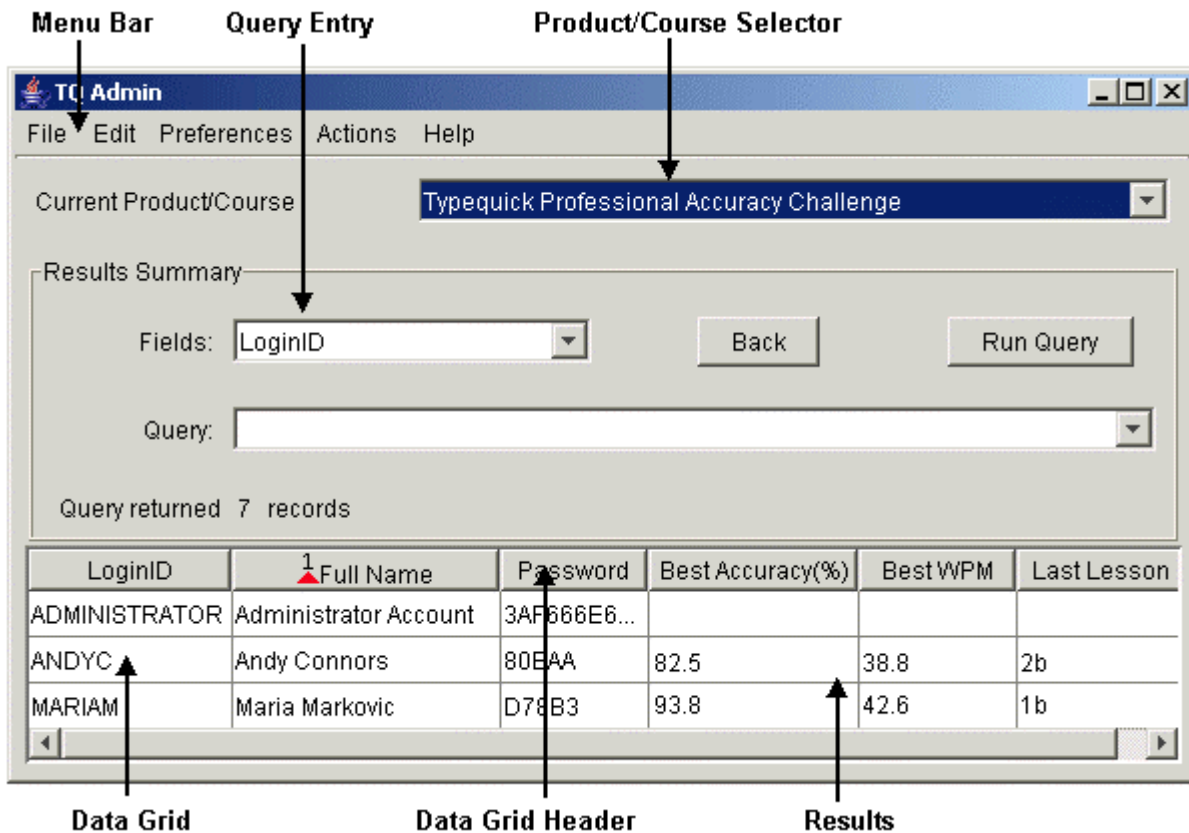 Menu Bar Query Entry Product/Course Selector
TQ Admin
File Edit Preferences Actions Help
Current Product/Course Typequick Professional Accuracy Challenge
Results Summary
Fields: LoginID Back Run Query
Query:
Query returned 7 records
LoginID 1 Full Name Password Best Accuracy(%) Best WPM Last Lesson
ADMINISTRATOR Administrator Account 3AF666E6...
ANDYC Andy Connors 80EAA 82.5 38.8 2b
MARIAM Maria Markovic D78B3 93.8 42.6 1b
Data Grid Data Grid Header Results